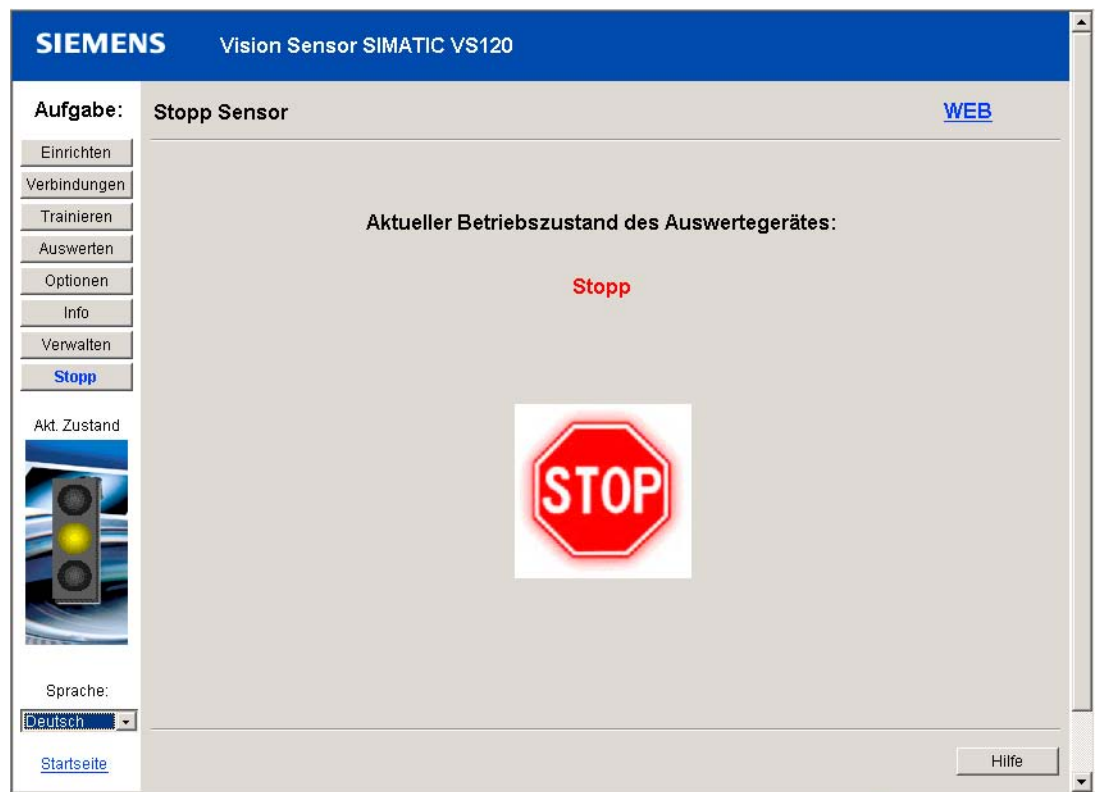 SIEMENS Vision Sensor SIMATIC VS120
Aufgabe:
Stopp Sensor WEB
Einrichten
Verbindungen
Trainieren
Auswerten
Optionen
Info
Verwalten
Stopp
Akt. Zustand
Sprache:
Deutsch
Startseite
Aktueller Betriebszustand des Auswertegerätes:
Stopp
STOP
Hilfe